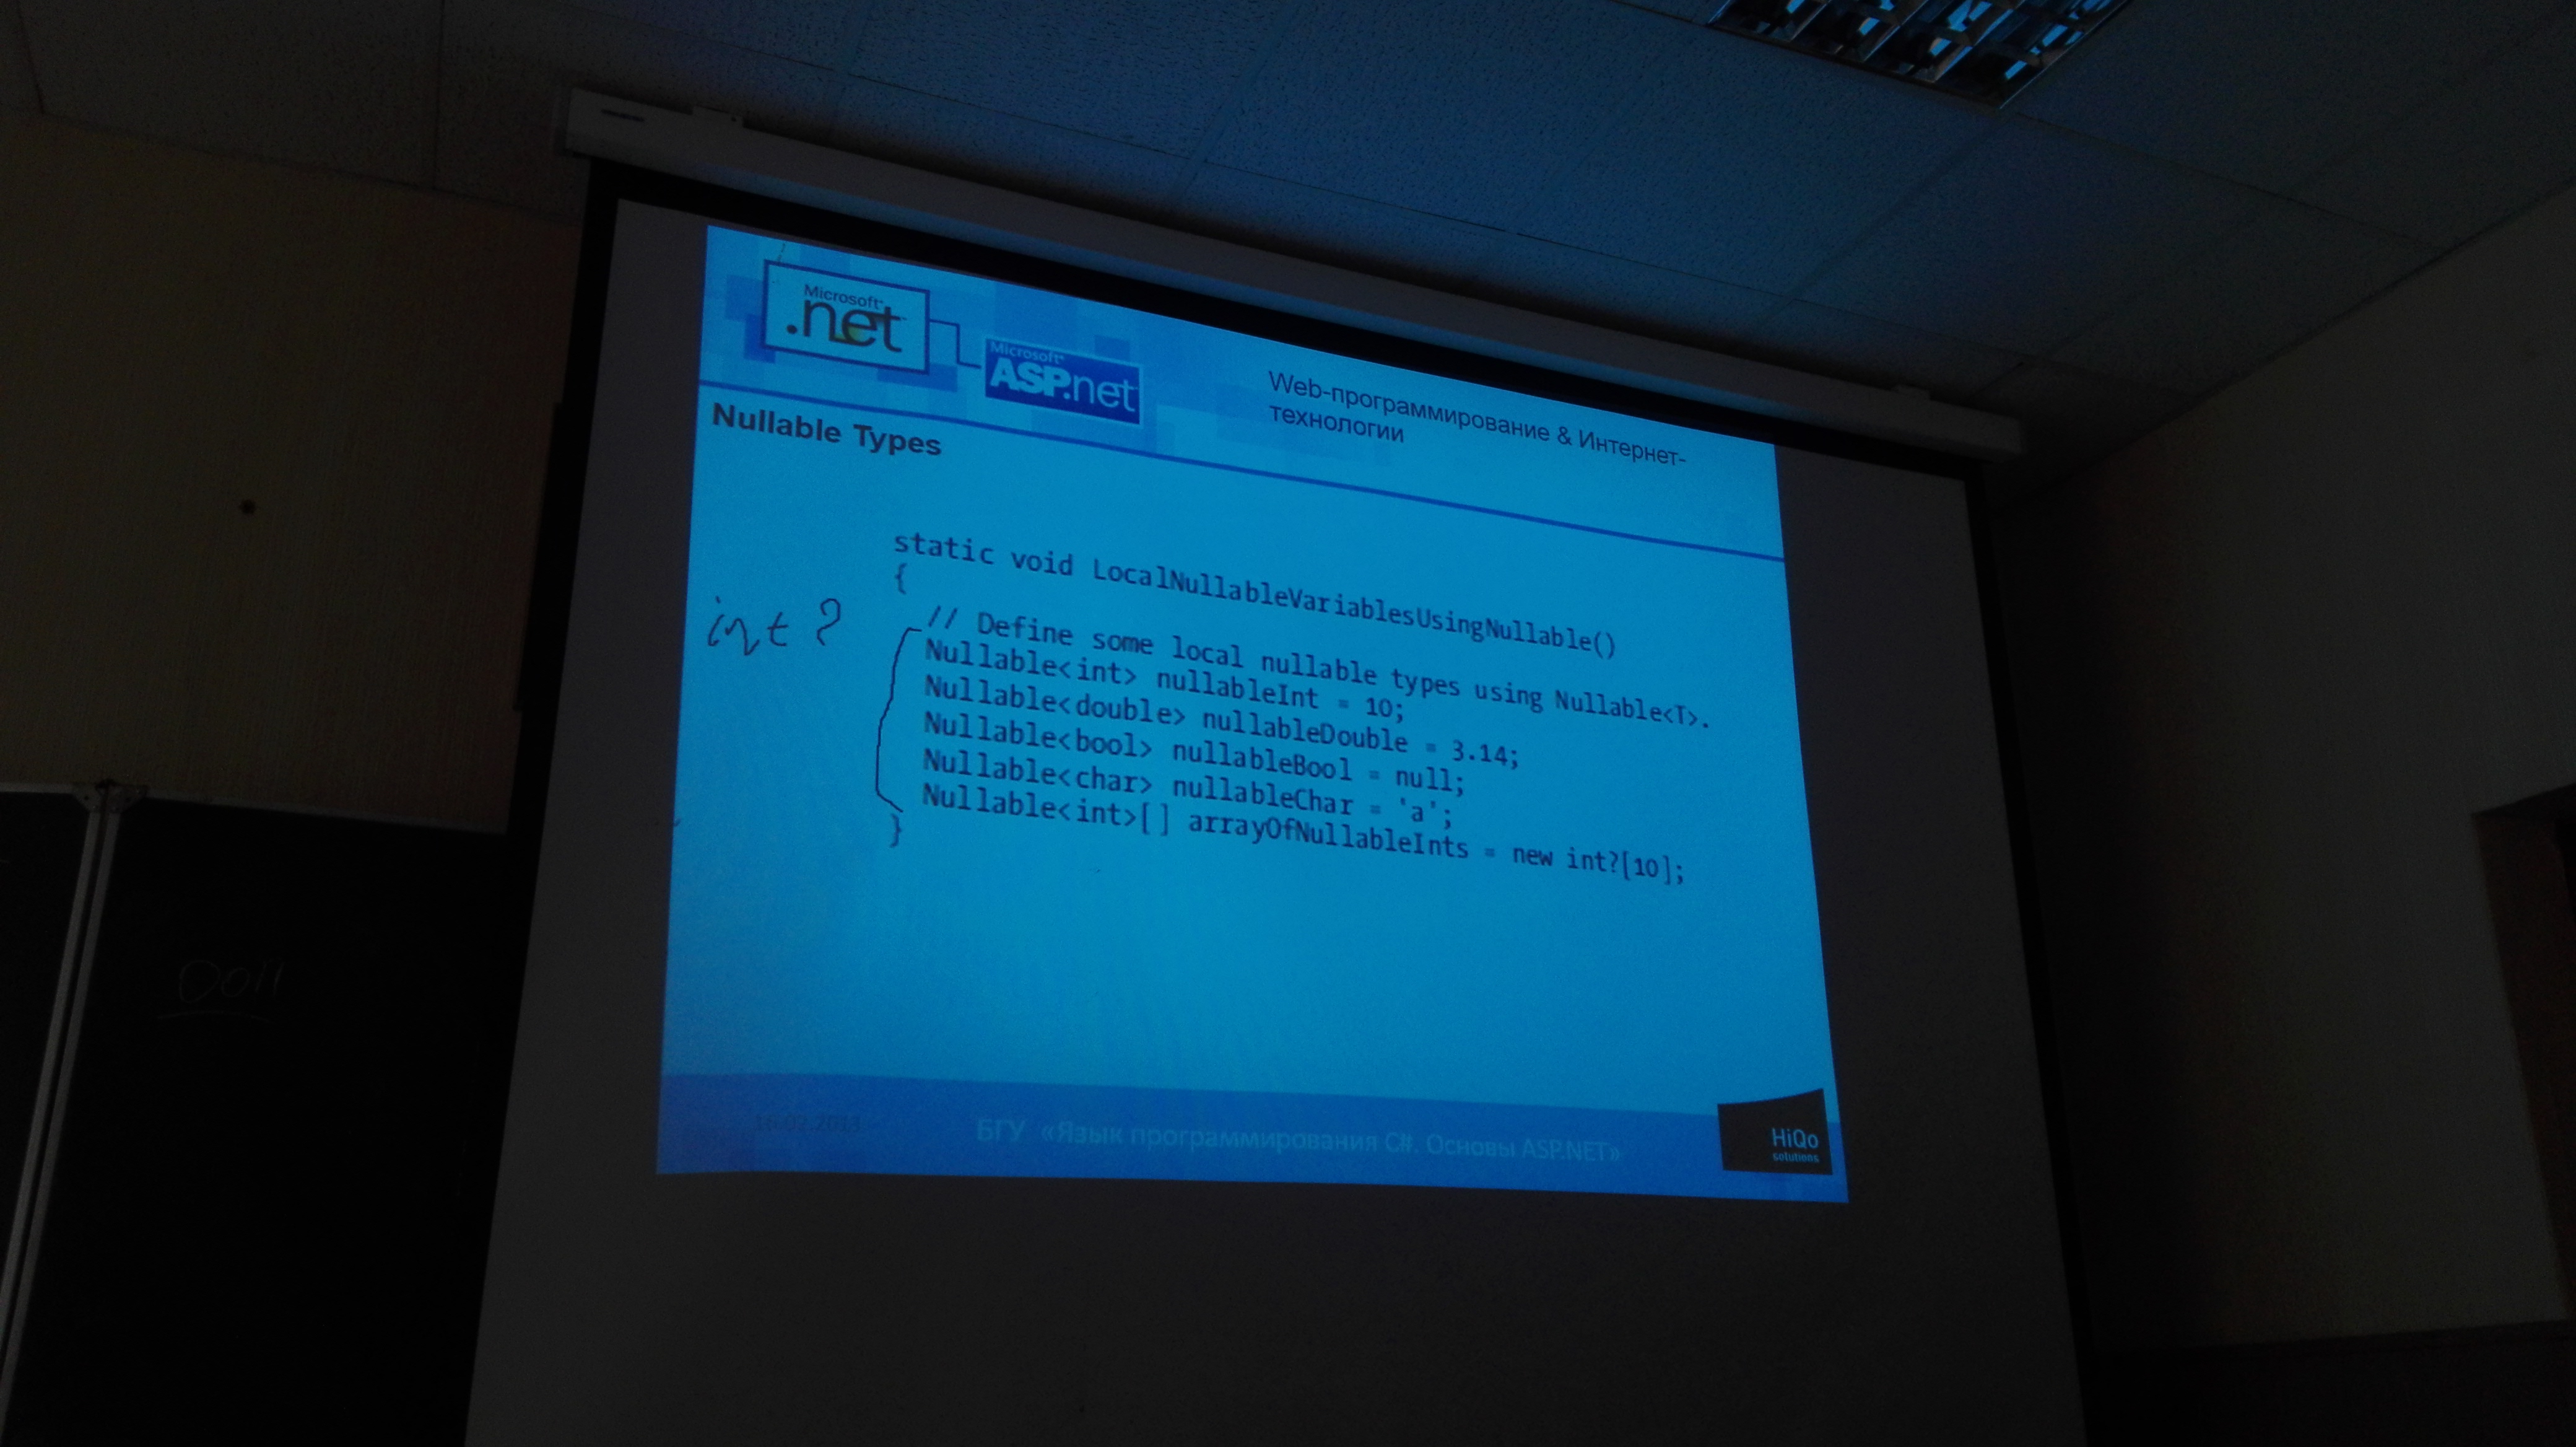 Microsoft
.net
Microsoft
ASP.net
Web-программирование & Интернет-
технологии
Nullable Types
static void LocalNullableVariablesUsingNullable()
{
int?
// Define some local nullable types using Nullable<T>.
Nullable<int> nullableInt = 10;
Nullable<double> nullableDouble = 3.14;
Nullable<bool> nullableBool = null;
Nullable<char> nullableChar = 'a';
Nullable<int>[] arrayOfNullableInts = new int?[10];
}
БГУ «Язык программирования C#. Основы ASP.NET»
HiQo
solutions